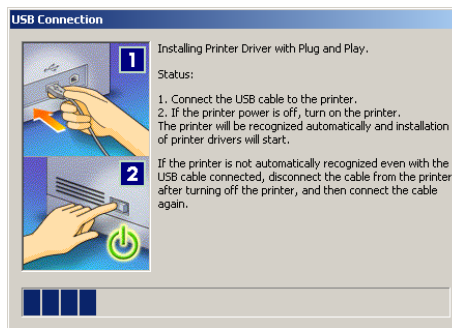 USB Connection
1
Installing Printer Driver with Plug and Play.
Status:
1. Connect the USB cable to the printer.
2. If the printer power is off, turn on the printer.
The printer will be recognized automatically and installation
of printer drivers will start.
2
If the printer is not automatically recognized even with the
USB cable connected, disconnect the cable from the printer
after turning off the printer, and then connect the cable
again.